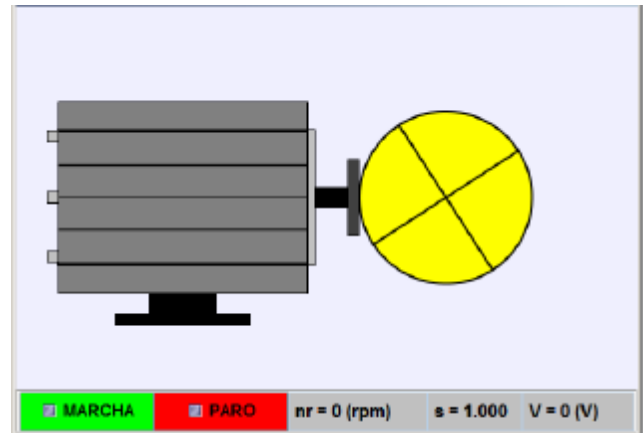 MARCHA PARO nr = 0 (rpm) s = 1.000 V = 0 (V)